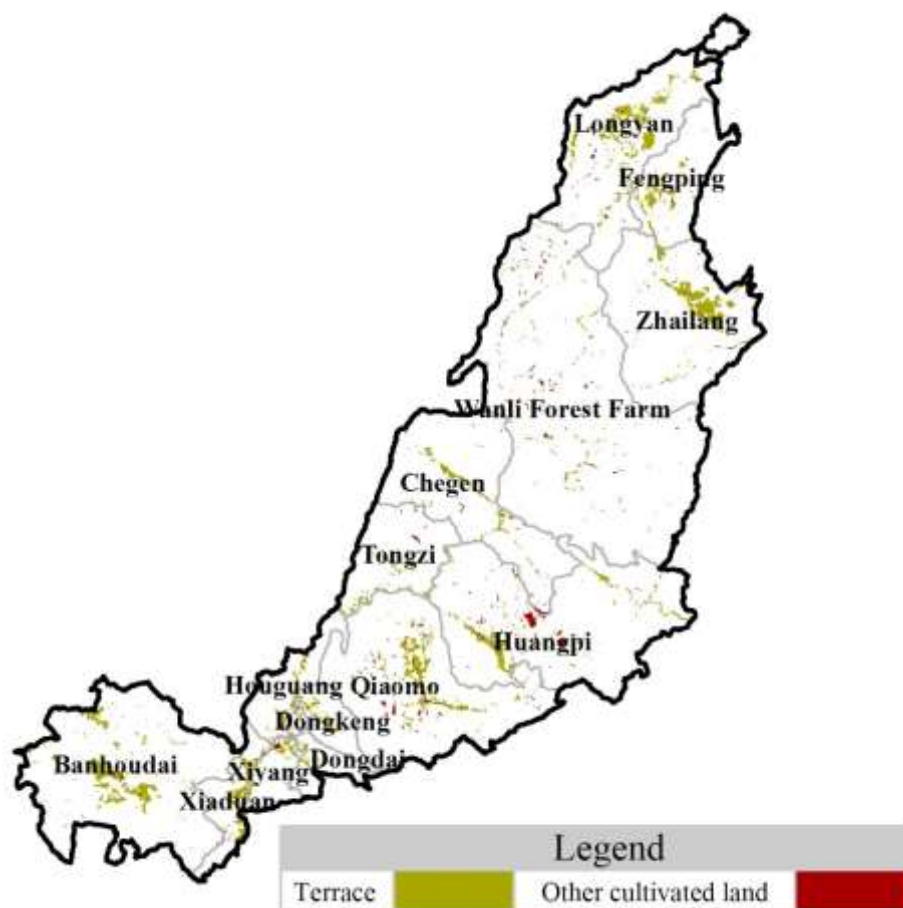 Longyan
Fengping
Zhailang
Wanli Forest Farm
Chegen
Tongzi
Huangpi
Houguang Qiaomo
Dongkeng
Dongdai
Banhoudai
Xiyang
Xiaduan
Legend
Terrace Other cultivated land